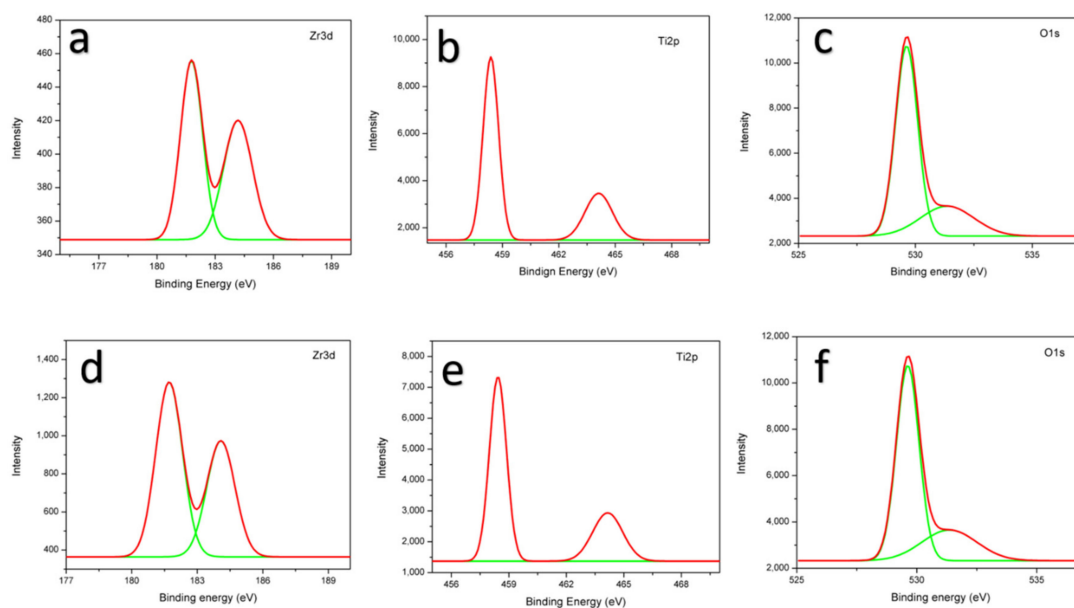 a
Zr3d
480
460
440
420
400
380
360
340
177
180
183
186
189
Intensity
Binding Energy (eV)
b
Ti2p
10,000
8,000
6,000
4,000
2,000
456
459
462
465
468
Intensity
Bindign Energy (eV)
c
O1s
12,000
10,000
8,000
6,000
4,000
2,000
525
530
535
Intensity
Binding energy (eV)
d
Zr3d
1,400
1,200
1,000
800
600
400
177
180
183
186
189
Intensity
Binding energy (eV)
e
Ti2p
8,000
7,000
6,000
5,000
4,000
3,000
2,000
1,000
456
459
462
465
468
Intensity
Binding Energy (eV)
f
O1s
12,000
10,000
8,000
6,000
4,000
2,000
525
530
535
Intensity
Binding energy (eV)